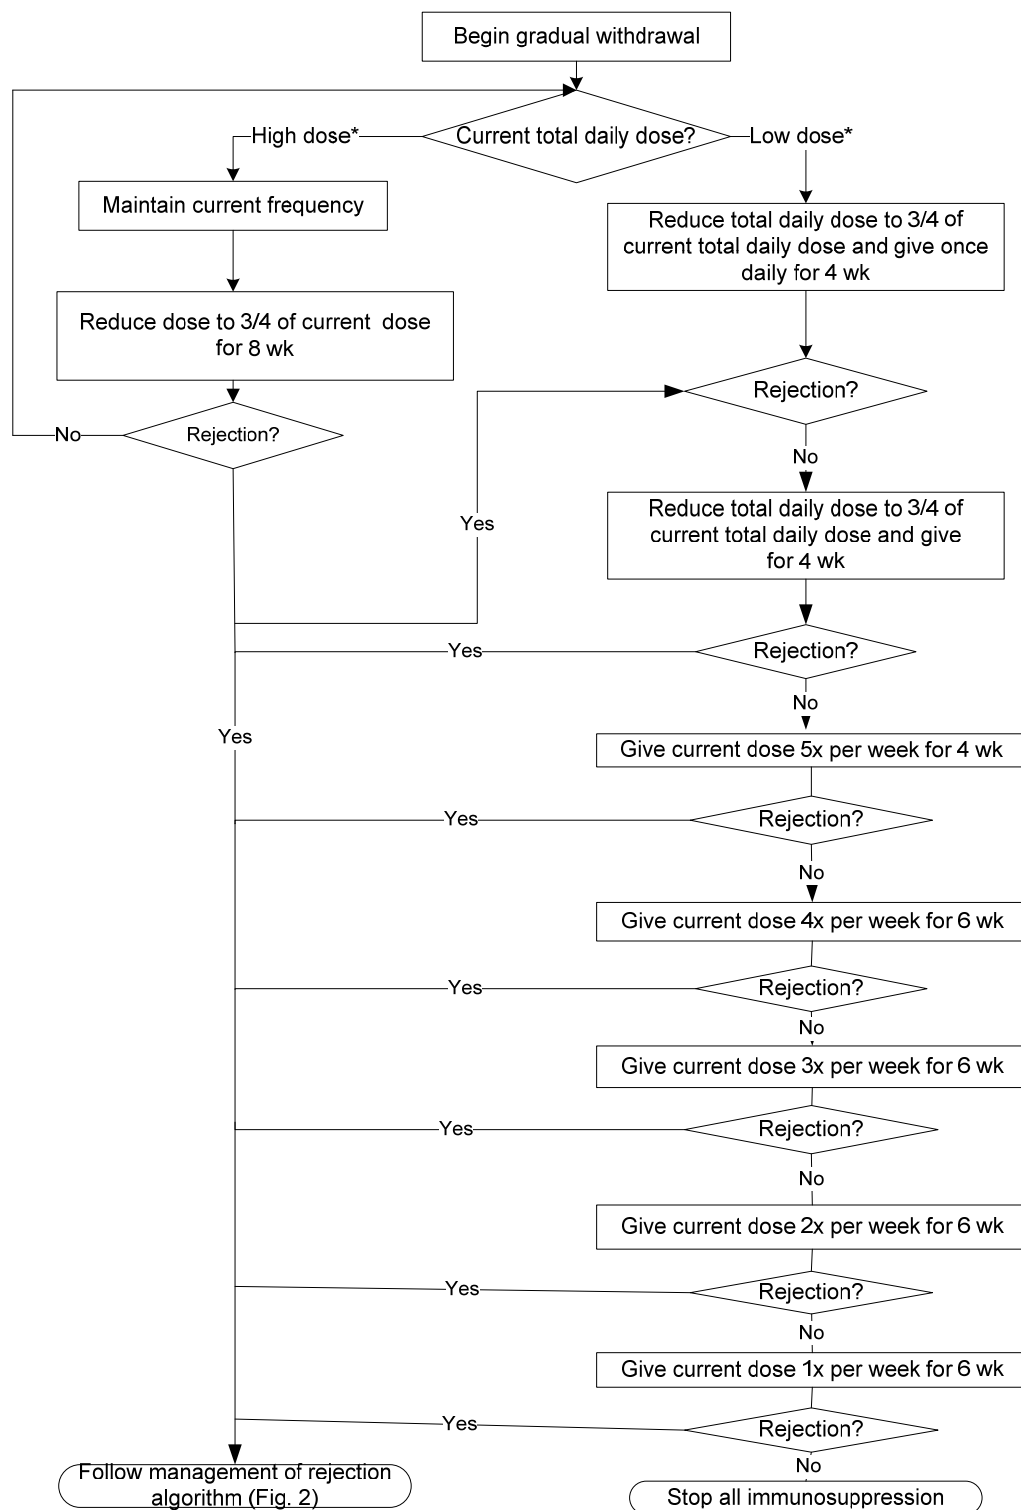 Begin gradual withdrawal
Current total daily dose?
High dose*
Low dose*
Maintain current frequency
Reduce total daily dose to 3/4 of
current total daily dose and give once
daily for 4 wk
Reduce dose to 3/4 of current dose
for 8 wk
Rejection?
No
Rejection?
No
Yes
Reduce total daily dose to 3/4 of
current total daily dose and give
for 4 wk
Rejection?
Yes
No
Yes
Give current dose 5x per week for 4 wk
Rejection?
Yes
No
Give current dose 4x per week for 6 wk
Rejection?
Yes
No
Give current dose 3x per week for 6 wk
Rejection?
Yes
No
Give current dose 2x per week for 6 wk
Rejection?
Yes
No
Give current dose 1x per week for 6 wk
Rejection?
Yes
No
Follow management of rejection
algorithm (Fig. 2)
Stop all immunosuppression